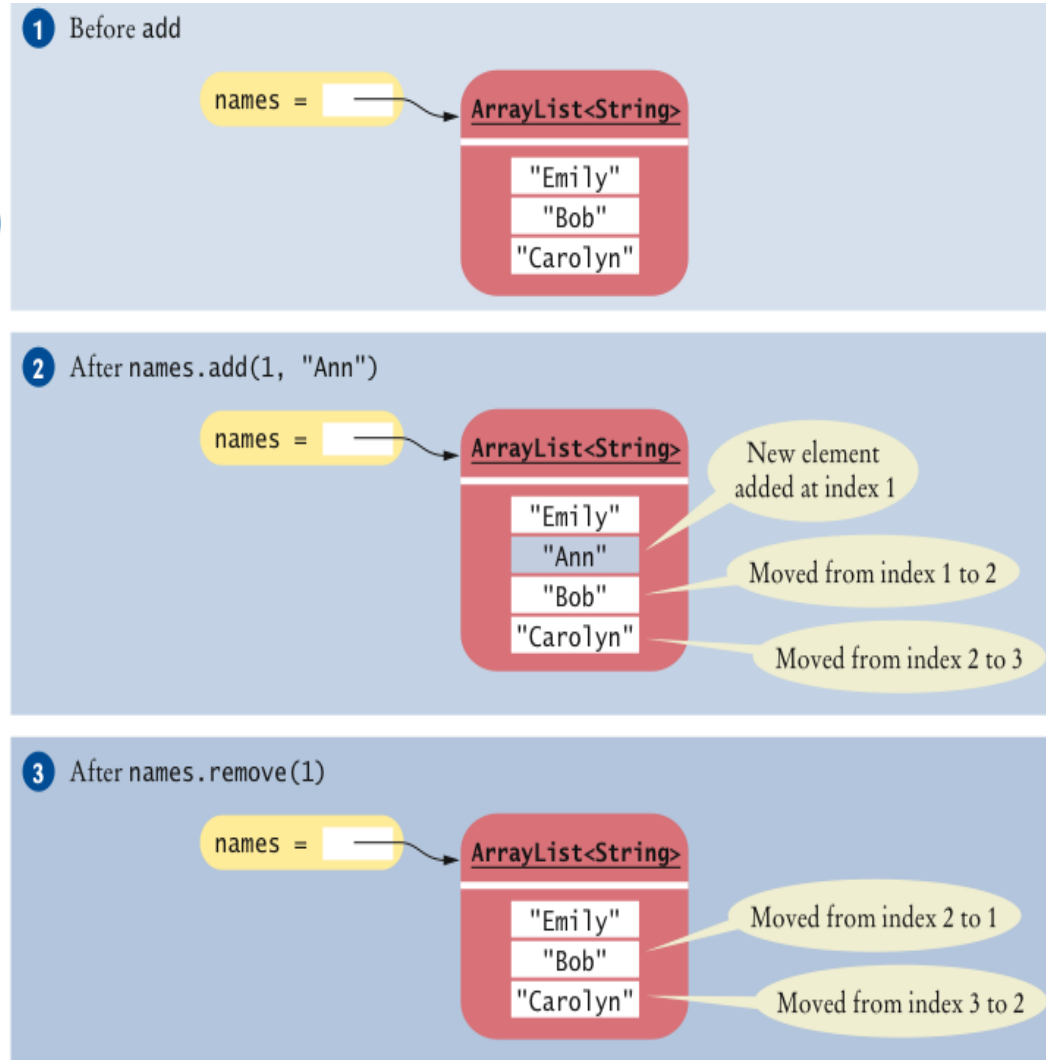 1 Before add
names =
ArrayList<String>
"Emily"
"Bob"
"Carolyn"
2 After names.add(1, "Ann")
names =
ArrayList<String>
New element
added at index 1
"Emily"
"Ann"
"Bob"
Moved from index 1 to 2
"Carolyn"
Moved from index 2 to 3
3 After names.remove(1)
names =
ArrayList<String>
"Emily"
Moved from index 2 to 1
"Bob"
"Carolyn"
Moved from index 3 to 2